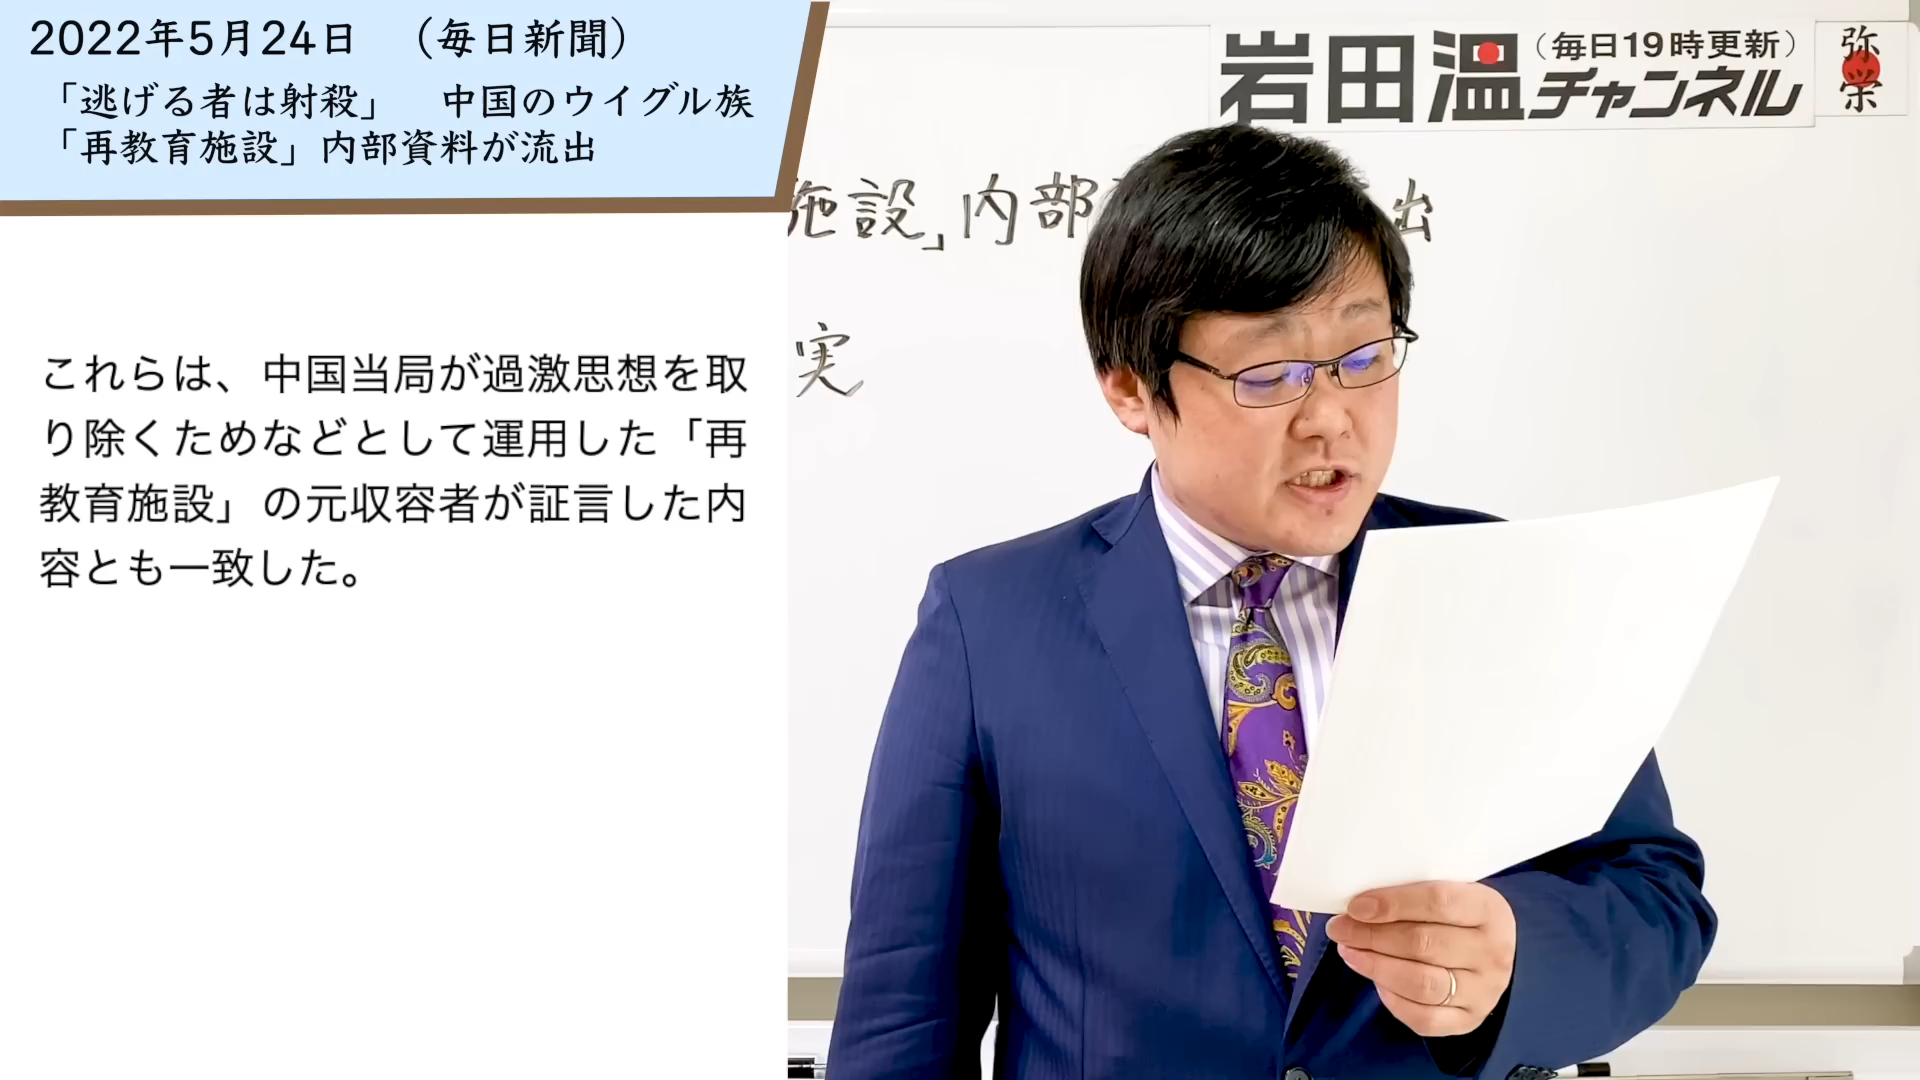 2022年5月24日　（毎日新聞）
「逃げる者は射殺」　中国のウイグル族
「再教育施設」内部資料が流出
これらは、中国当局が過激思想を取
り除くためなどとして運用した「再
教育施設」の元収容者が証言した内
容とも一致した。
岩田温
（毎日19時更新）
チャンネル
弥栄
施設」内部
出
実